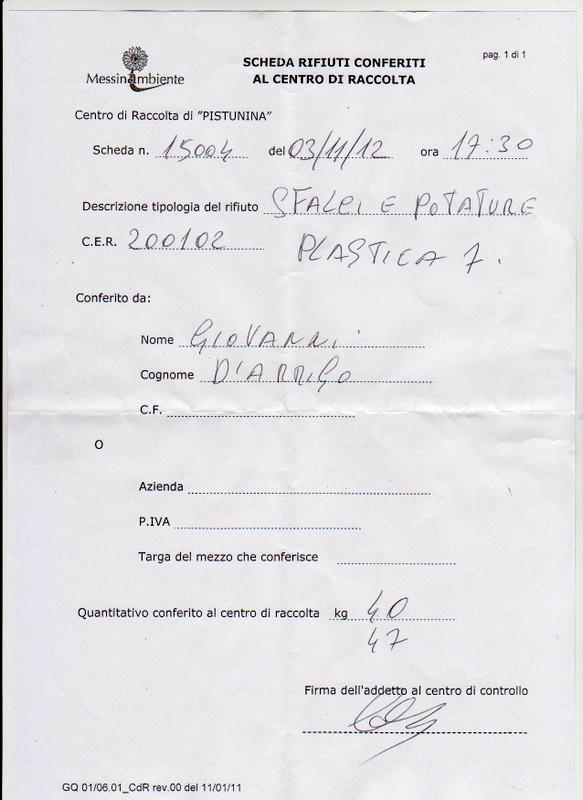 pag. 1 di 1
SCHEDA RIFIUTI CONFERITI
AL CENTRO DI RACCOLTA
Messinambiente
Centro di Raccolta di "PISTUNINA"
Scheda n. 15004 del 03/11/12 ora 17:30
Descrizione tipologia del rifiuto SFALCI E POTATURE
C.E.R. 200102 PLASTICA 7.
Conferito da:
Nome GIOVANNI
Cognome D'ARRIGO
C.F.
O
Azienda
P.IVA
Targa del mezzo che conferisce
Quantitativo conferito al centro di raccolta kg 40
47
Firma dell'addetto al centro di controllo
GQ 01/06.01_CdR rev.00 del 11/01/11